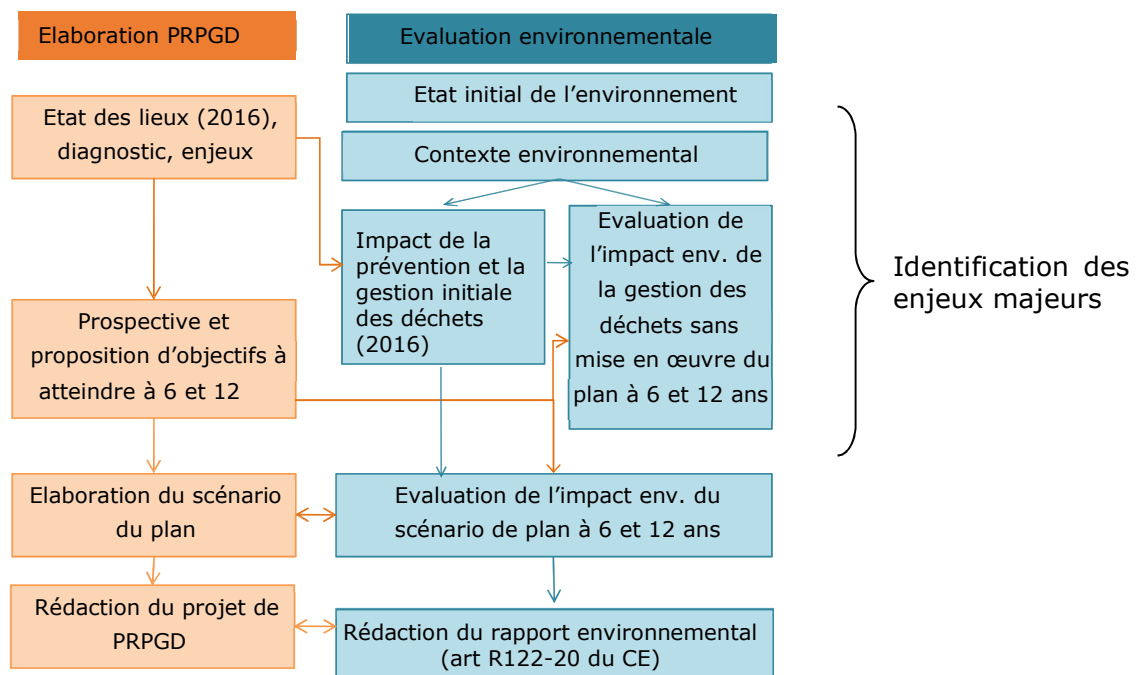 Elaboration PRPGD
Evaluation environnementale
Etat initial de l'environnement
Etat des lieux (2016),
diagnostic, enjeux
Contexte environnemental
Impact de la
prévention et la
gestion initiale
des déchets
(2016)
Evaluation de
l'impact env. de
la gestion des
déchets sans
mise en œuvre du
plan à 6 et 12 ans
Identification des
enjeux majeurs
Prospective et
proposition d'objectifs à
atteindre à 6 et 12
Elaboration du scénario
du plan
Evaluation de l'impact env. du
scénario de plan à 6 et 12 ans
Rédaction du projet de
PRPGD
Rédaction du rapport environnemental
(art R122-20 du CE)